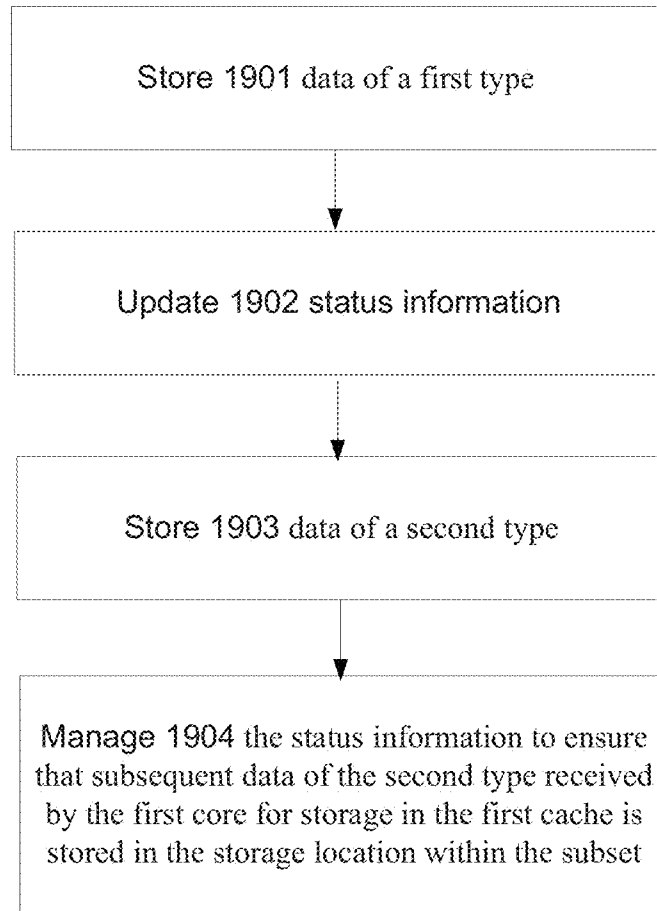 Store 1901 data of a first type
Update 1902 status information
Store 1903 data of a second type
Manage 1904 the status information to ensure
that subsequent data of the second type received
by the first core for storage in the first cache is
stored in the storage location within the subset